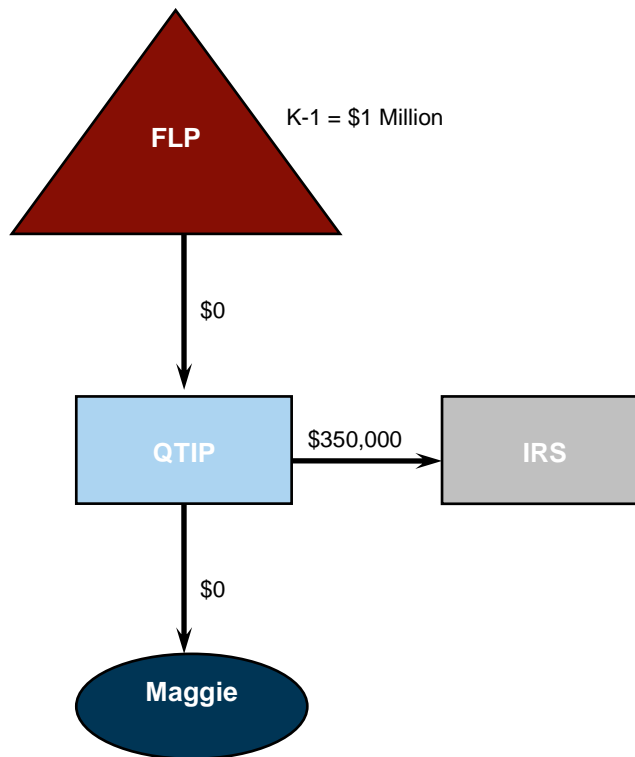 K-1 = $1 Million
FLP
$0
$350,000
QTIP
IRS
$0
Maggie